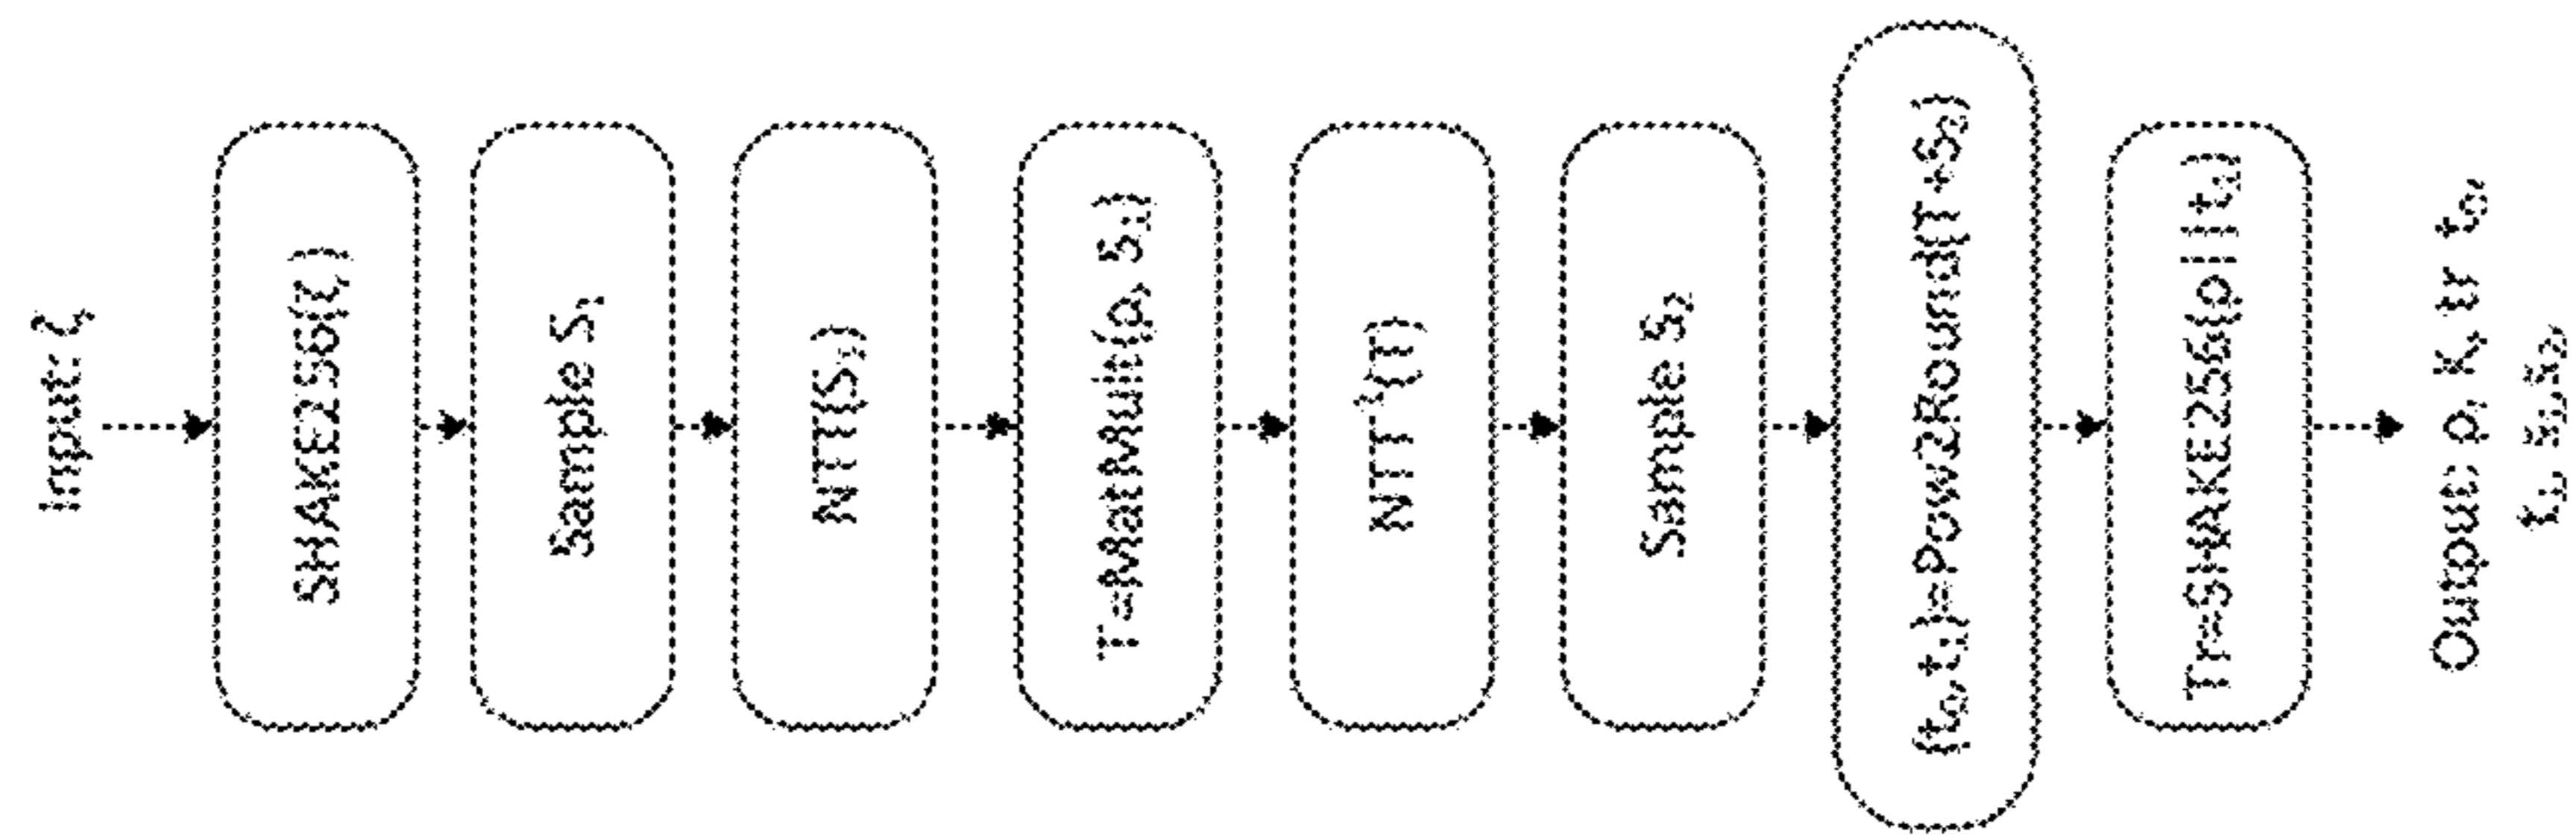 Input: ζ
SHAKE256(ζ)
Sample S₁
NTT(S₁)
T=MatMult(ρ, S₁)
NTT⁻¹(T)
Sample S₂
(t₀,t₁)=Pow2Round(T+S₂)
Tr=SHAKE256(ρ||t₁)
Output: ρ, K, tr t₀,
t₁, s₁,s₂,